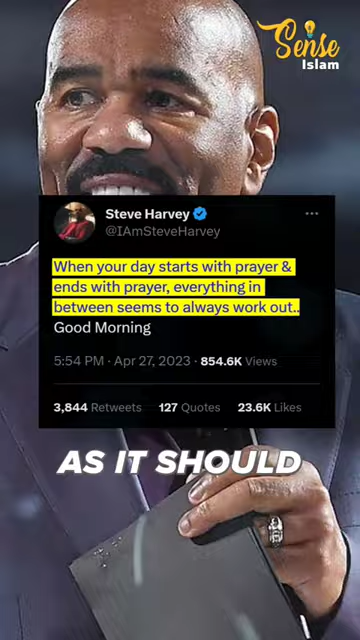 Sense
Islam
Steve Harvey
@IAmSteveHarvey
When your day starts with prayer &
ends with prayer, everything in
between seems to always work out..
Good Morning
5:54 PM · Apr 27, 2023 · 854.6K Views
3,844 Retweets 127 Quotes 23.6K Likes
AS IT SHOULD